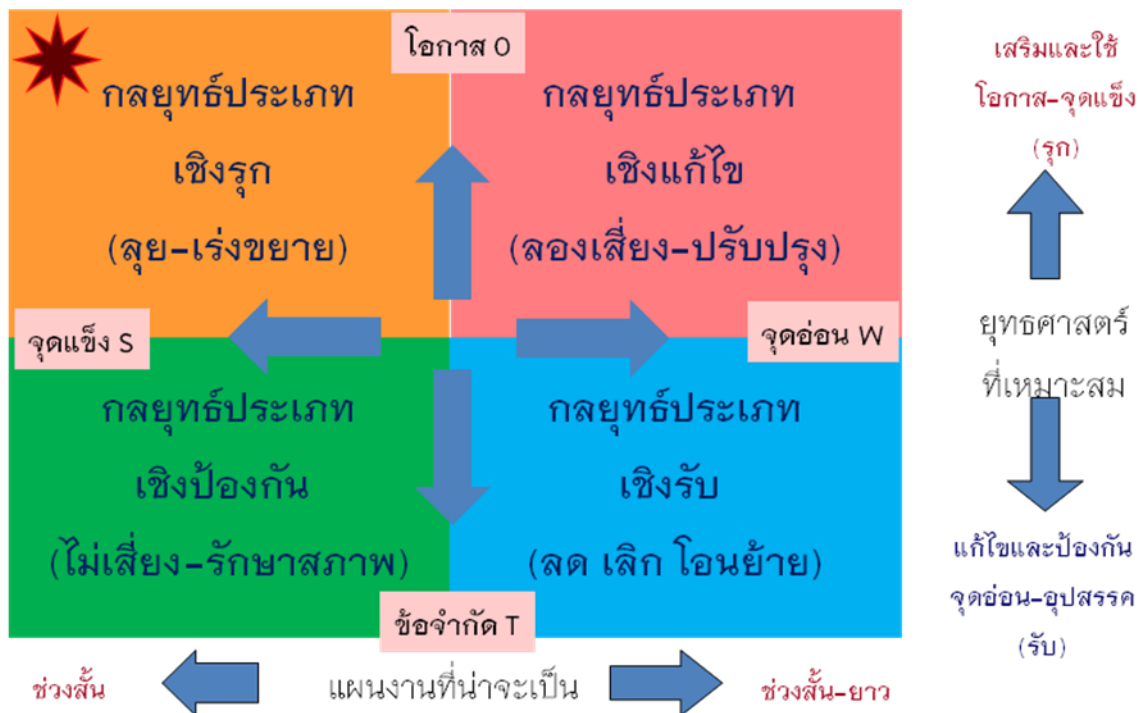 โอกาส O
กลยุทธ์ประเภท
เชิงรุก
(ลุย-เร่งขยาย)
กลยุทธ์ประเภท
เชิงแก้ไข
(ลองเสี่ยง-ปรับปรุง)
จุดแข็ง S
จุดอ่อน W
กลยุทธ์ประเภท
เชิงป้องกัน
(ไม่เสี่ยง-รักษาสภาพ)
กลยุทธ์ประเภท
เชิงรับ
(ลด เลิก โอนย้าย)
ข้อจำกัด T
ช่วงสั้น
แผนงานที่น่าจะเป็น
ช่วงสั้น-ยาว
เสริมและใช้
โอกาส-จุดแข็ง
(รุก)
ยุทธศาสตร์
ที่เหมาะสม
แก้ไขและป้องกัน
จุดอ่อน-อุปสรรค
(รับ)